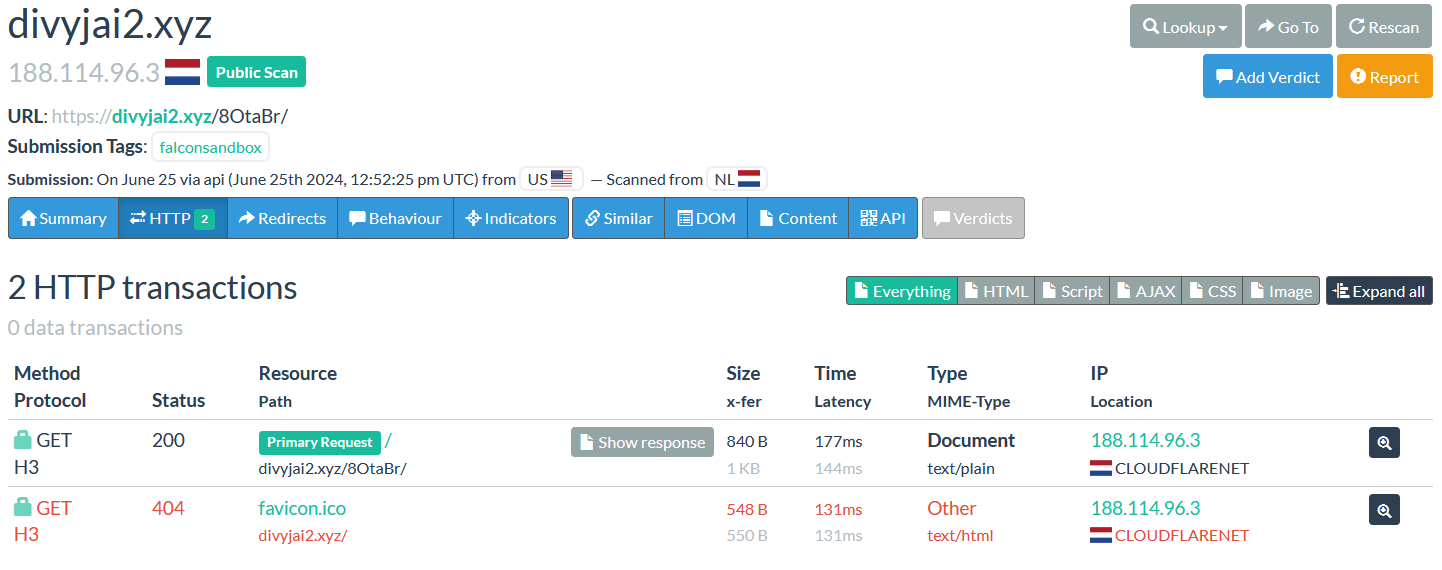 divyjai2.xyz
Lookup Go To Rescan
188.114.96.3 Public Scan
Add Verdict Report
URL: https://divyjai2.xyz/8OtaBr/
Submission Tags: falconsandbox
Submission: On June 25 via api (June 25th 2024, 12:52:25 pm UTC) from US — Scanned from NL
Summary HTTP 2 Redirects Behaviour Indicators Similar DOM Content API Verdicts
2 HTTP transactions
Everything HTML Script AJAX CSS Image Expand all
0 data transactions
Method Resource Size Time Type IP
Protocol Status Path x-fer Latency MIME-Type Location
GET 200 Primary Request / Show response 840 B 177ms Document 188.114.96.3
H3 divyjai2.xyz/8OtaBr/ 1 KB 144ms text/plain CLOUDFLARENET
GET 404 favicon.ico 548 B 131ms Other 188.114.96.3
H3 divyjai2.xyz/ 550 B 131ms text/html CLOUDFLARENET